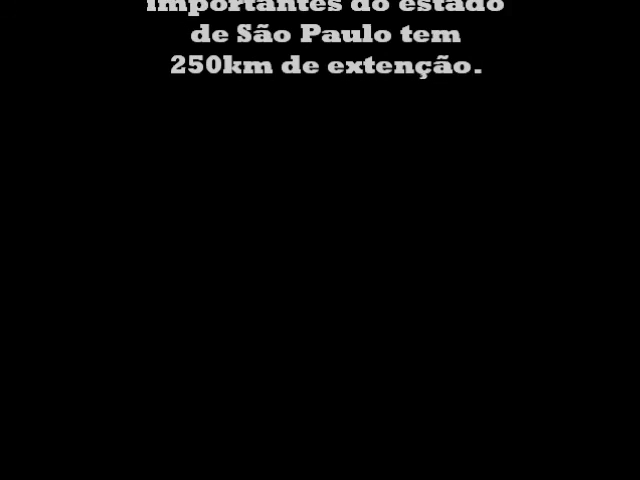 importantes do estado
de São Paulo tem
250km de extenção.